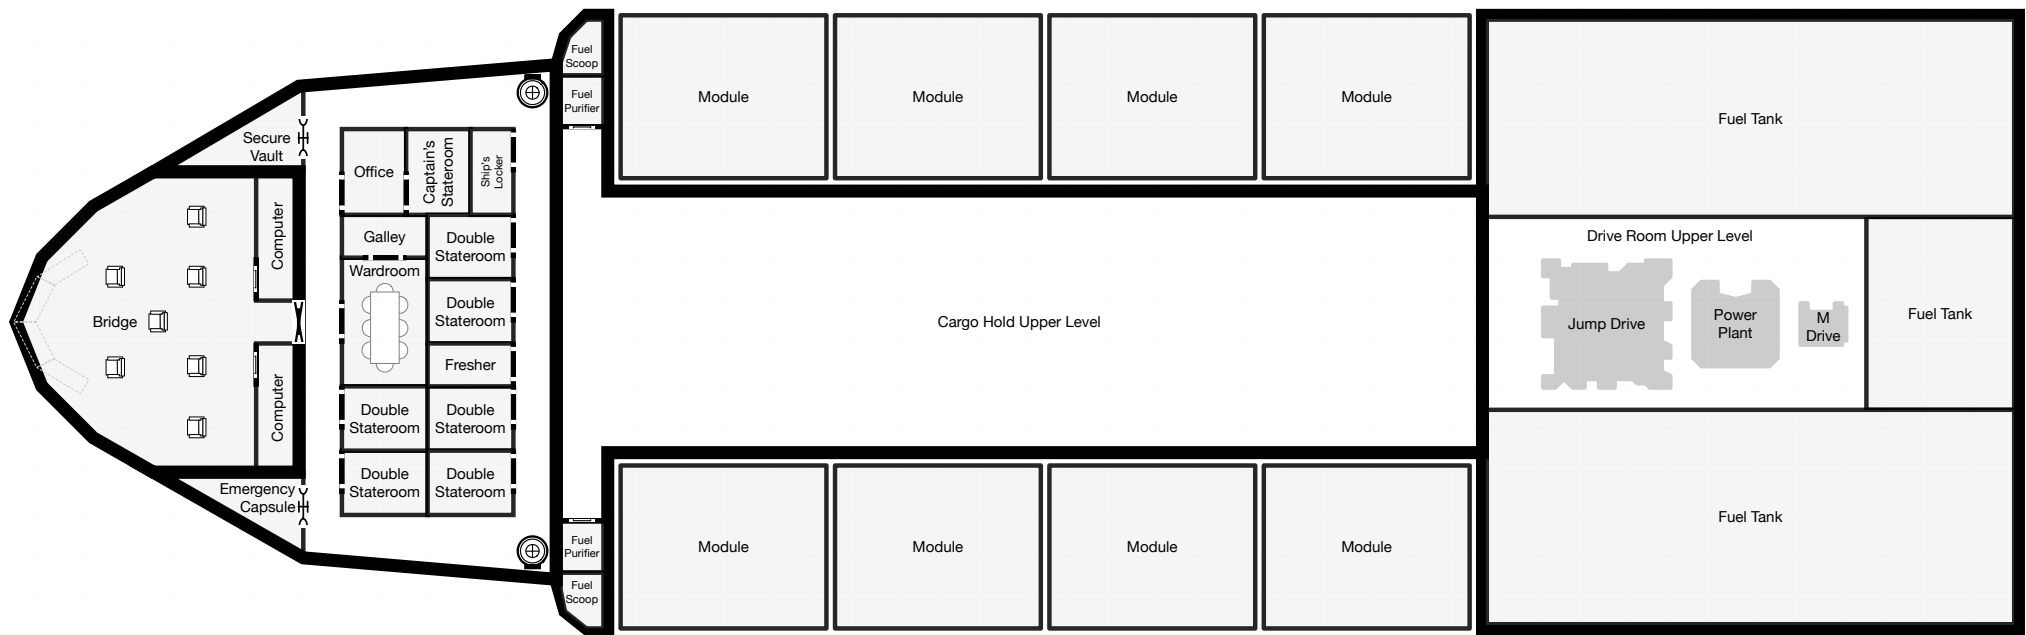 Fuel
Scoop
Fuel
Purifier
Module
Module
Module
Module
Fuel Tank
Secure
Vault
Office
Captain's
Stateroom
Ship's
Locker
Computer
Galley
Double
Stateroom
Wardroom
Double
Stateroom
Fresher
Bridge
Computer
Double
Stateroom
Double
Stateroom
Double
Stateroom
Double
Stateroom
Emergency
Capsule
Cargo Hold Upper Level
Drive Room Upper Level
Jump Drive
Power
Plant
M
Drive
Fuel Tank
Fuel
Purifier
Fuel
Scoop
Module
Module
Module
Module
Fuel Tank